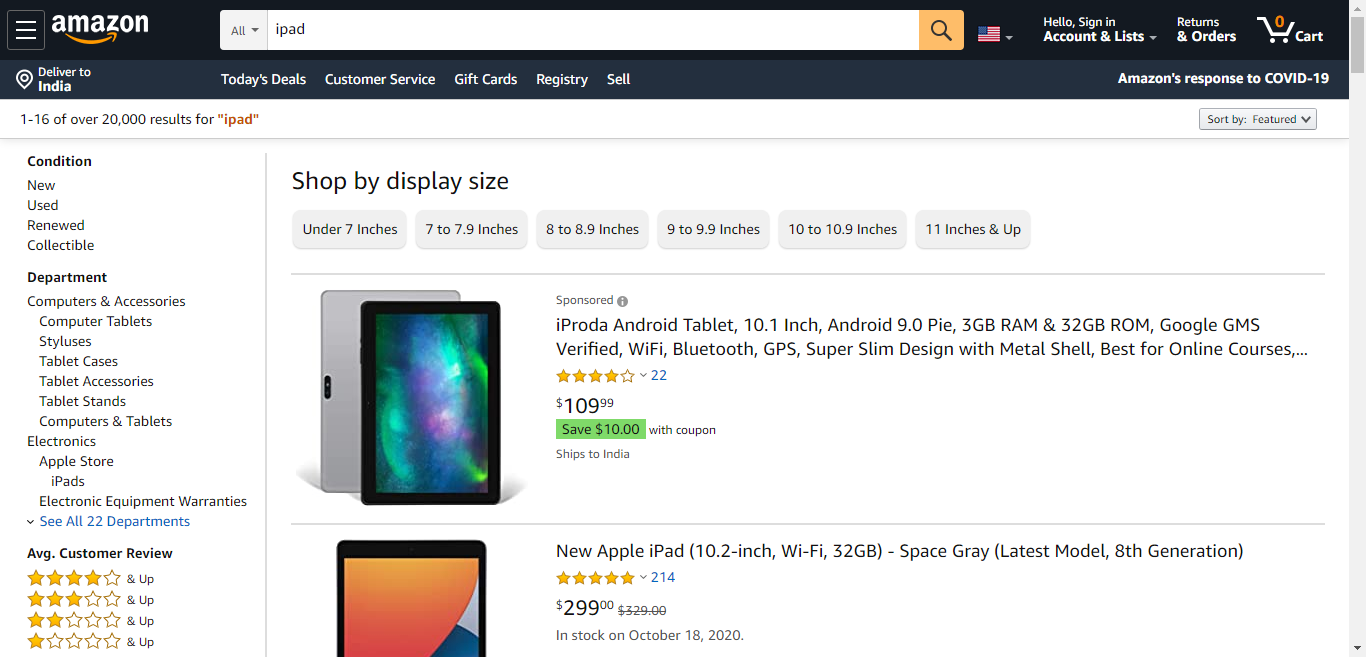 amazon
All
ipad
Hello, Sign in
Account & Lists
Returns
& Orders
0
Cart
Deliver to
India
Today's Deals
Customer Service
Gift Cards
Registry
Sell
Amazon's response to COVID-19
1-16 of over 20,000 results for "ipad"
Sort by: Featured
Condition
New
Used
Renewed
Collectible
Department
Computers & Accessories
Computer Tablets
Styluses
Tablet Cases
Tablet Accessories
Tablet Stands
Computers & Tablets
Electronics
Apple Store
iPads
Electronic Equipment Warranties
See All 22 Departments
Avg. Customer Review
& Up
& Up
& Up
& Up
Shop by display size
Under 7 Inches
7 to 7.9 Inches
8 to 8.9 Inches
9 to 9.9 Inches
10 to 10.9 Inches
11 Inches & Up
Sponsored
iProda Android Tablet, 10.1 Inch, Android 9.0 Pie, 3GB RAM & 32GB ROM, Google GMS
Verified, WiFi, Bluetooth, GPS, Super Slim Design with Metal Shell, Best for Online Courses,...
22
$10999
Save $10.00 with coupon
Ships to India
New Apple iPad (10.2-inch, Wi-Fi, 32GB) - Space Gray (Latest Model, 8th Generation)
214
$29900 $329.00
In stock on October 18, 2020.